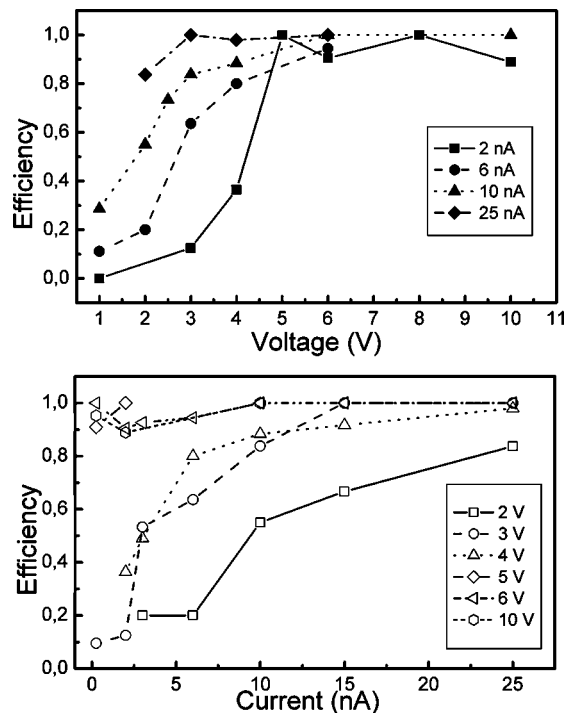 Efficiency
1,0
0,8
0,6
0,4
0,2
0,0
2 nA
6 nA
10 nA
25 nA
1 2 3 4 5 6 7 8 9 10 11
Voltage (V)
Efficiency
1,0
0,8
0,6
0,4
0,2
0,0
2 V
3 V
4 V
5 V
6 V
10 V
0 5 10 15 20 25
Current (nA)